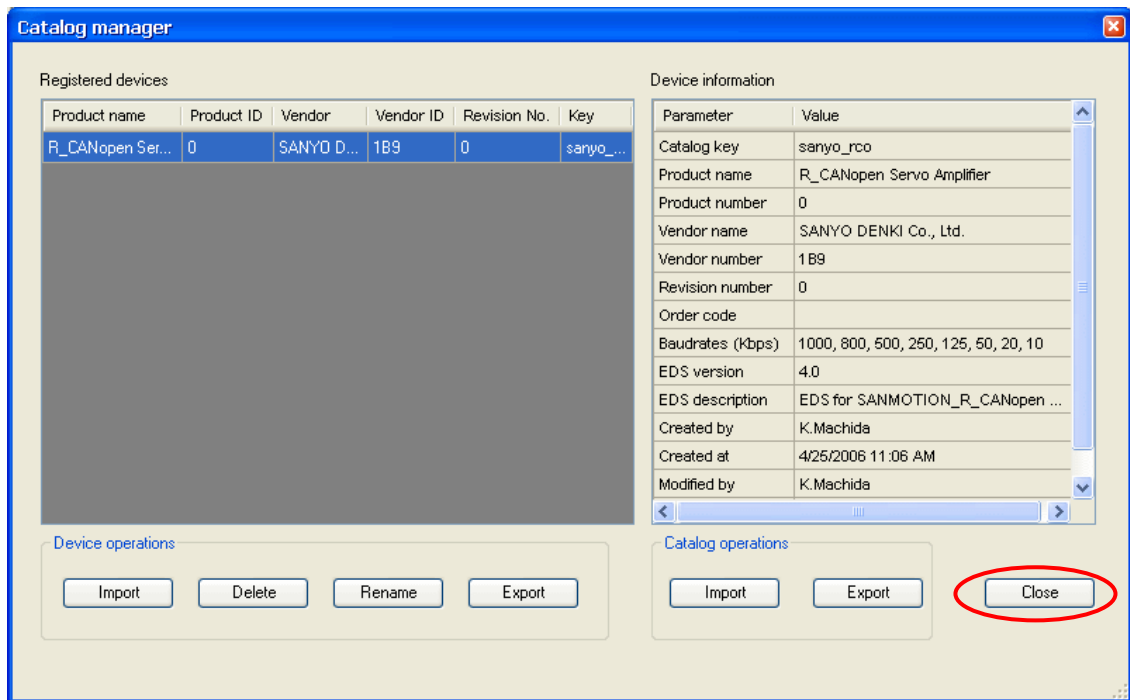 Catalog manager
Registered devices
Product name Product ID Vendor Vendor ID Revision No. Key
R_CANopen Ser... 0 SANYO D... 1B9 0 sanyo_...
Device operations
Import Delete Rename Export
Device information
Parameter Value
Catalog key sanyo_rco
Product name R_CANopen Servo Amplifier
Product number 0
Vendor name SANYO DENKI Co., Ltd.
Vendor number 1B9
Revision number 0
Order code
Baudrates (Kbps) 1000, 800, 500, 250, 125, 50, 20, 10
EDS version 4.0
EDS description EDS for SANMOTION_R_CANopen ...
Created by K.Machida
Created at 4/25/2006 11:06 AM
Modified by K.Machida
Catalog operations
Import Export
Close